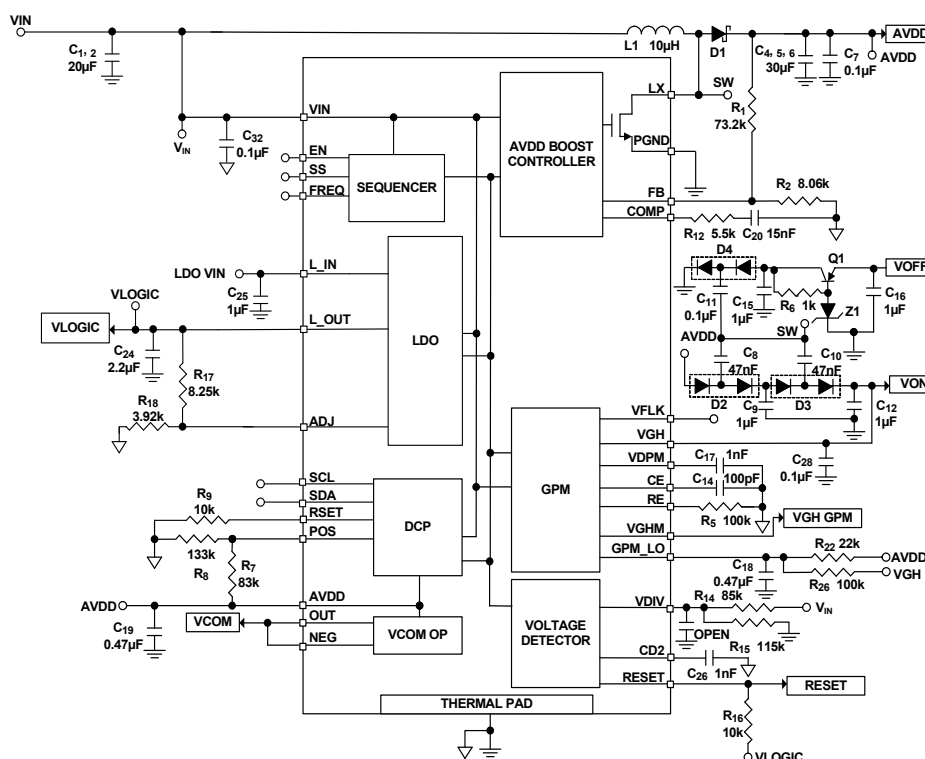 VIN
L1 10µH
D1
AVDD
C1, 2
20µF
C4, 5, 6
30µF
C7
0.1µF
AVDD
LX
SW
R1
73.2k
VIN
VIN
C32
0.1µF
AVDD BOOST
CONTROLLER
PGND
EN
SS
FREQ
SEQUENCER
FB
R2 8.06k
COMP
R12 5.5k
C20 15nF
D4
Q1
VOFF
LDO VIN
L_IN
C25
1µF
C11
0.1µF
C15
1µF
R6 1k
Z1
C16
1µF
VLOGIC
VLOGIC
L_OUT
LDO
AVDD
SW
C24
2.2µF
C8
47nF
C10
47nF
R17
8.25k
VON
R18
3.92k
D2
C9
1µF
D3
C12
1µF
ADJ
VFLK
VGH
C28
0.1µF
VDPM
C17 1nF
SCL
SDA
CE
C14 100pF
GPM
R9
10k
RSET
DCP
RE
R5 100k
POS
VGHM
VGH GPM
133k
R8
R7
83k
GPM_LO
R22 22k
AVDD
C18
0.47µF
R26 100k
VGH
AVDD
AVDD
VDIV
R14
85k
VIN
C19
0.47µF
VCOM
OUT
VCOM OP
NEG
VOLTAGE
DETECTOR
OPEN
R15 115k
CD2
C26 1nF
RESET
RESET
THERMAL PAD
R16
10k
VLOGIC